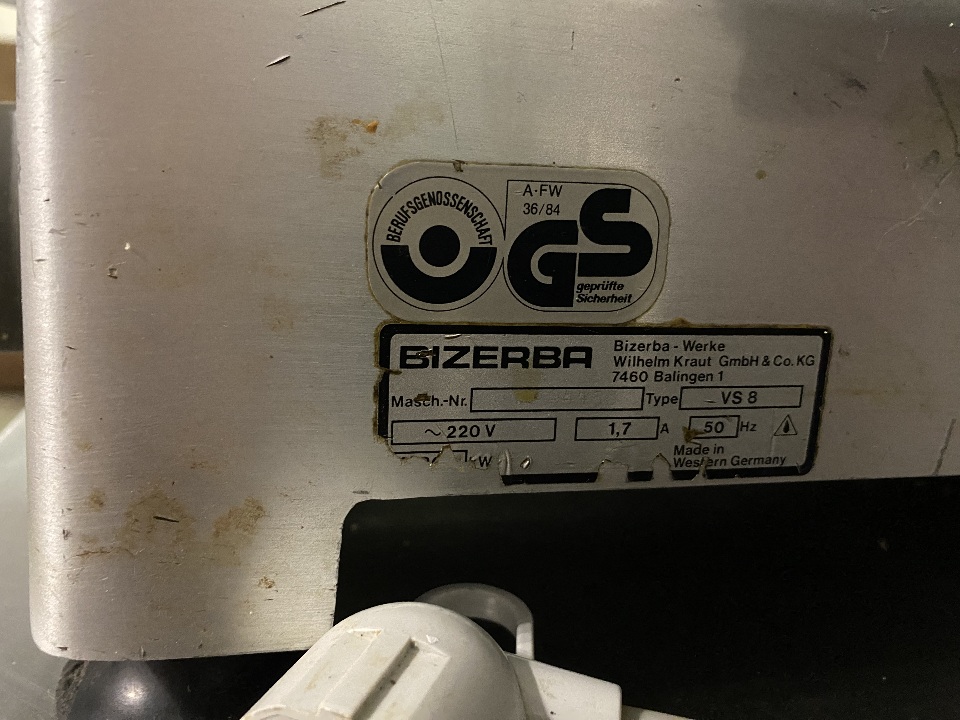 BERUFSGENOSSENSCHAFT
A-FW
36/84
GS
geprüfte
Sicherheit
BIZERBA
Bizerba - Werke
Wilhelm Kraut GmbH & Co. KG
7460 Balingen 1
Masch.-Nr. Type VS 8
~ 220 V 1,7 A 50 Hz
kW
Made in
Western Germany